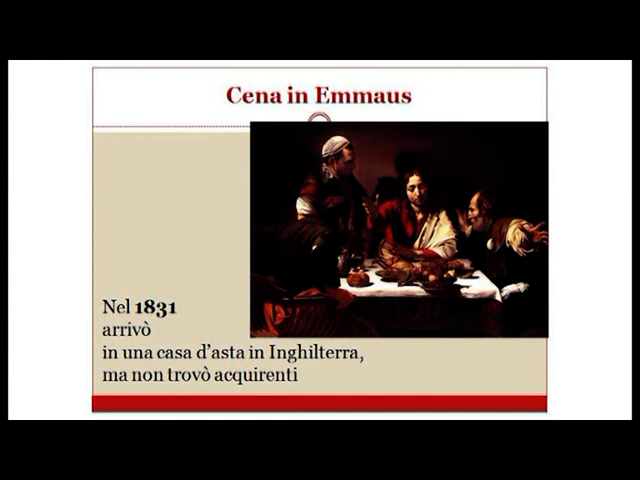 Cena in Emmaus
Nel 1831
arrivò
in una casa d'asta in Inghilterra,
ma non trovò acquirenti